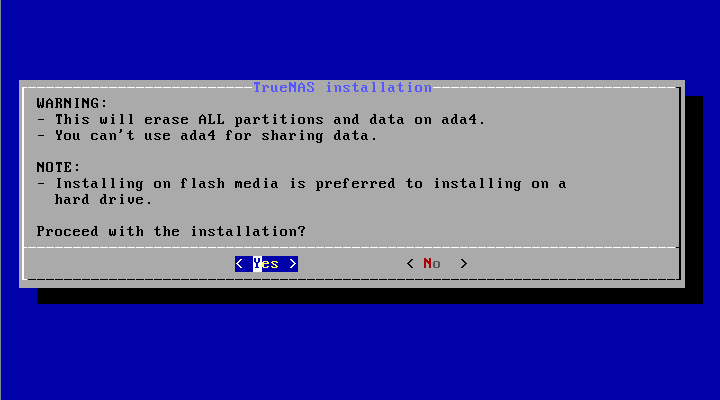 TrueNAS installation
WARNING:
- This will erase ALL partitions and data on ada4.
- You can't use ada4 for sharing data.
NOTE:
- Installing on flash media is preferred to installing on a
hard drive.
Proceed with the installation?
< Yes > < No >